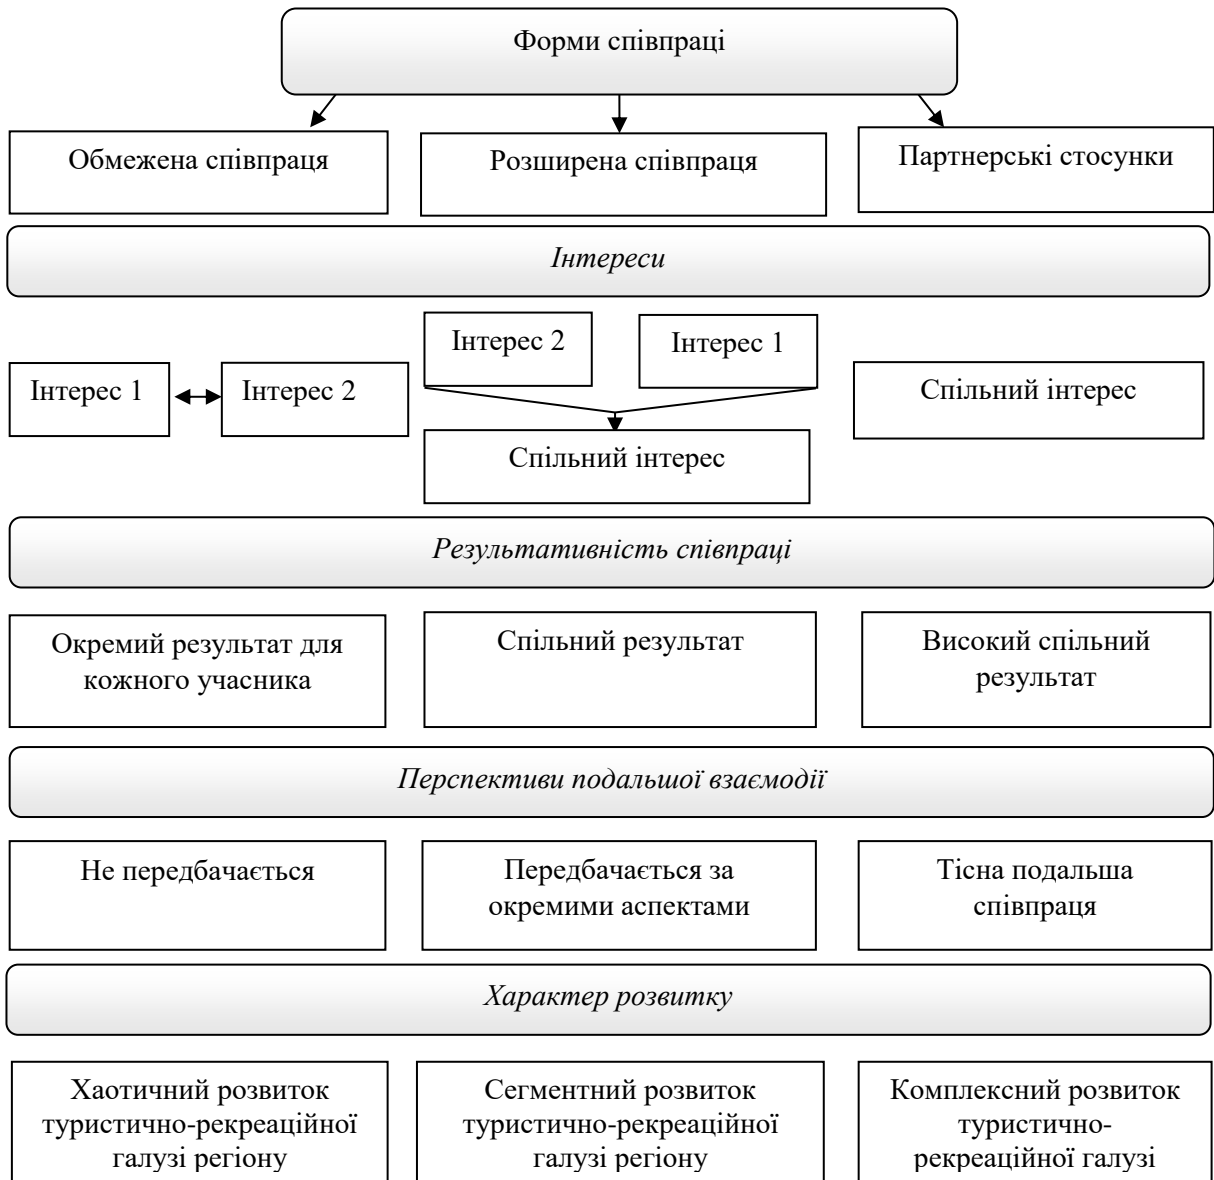 Форми співпраці
Обмежена співпраця
Розширена співпраця
Партнерські стосунки
Інтереси
Інтерес 1
Інтерес 2
Інтерес 2
Інтерес 1
Спільний інтерес
Спільний інтерес
Результативність співпраці
Окремий результат для
кожного учасника
Спільний результат
Високий спільний
результат
Перспективи подальшої взаємодії
Не передбачається
Передбачається за
окремими аспектами
Тісна подальша
співпраця
Характер розвитку
Хаотичний розвиток
туристично-рекреаційної
галузі регіону
Сегментний розвиток
туристично-рекреаційної
галузі регіону
Комплексний розвиток
туристично-
рекреаційної галузі